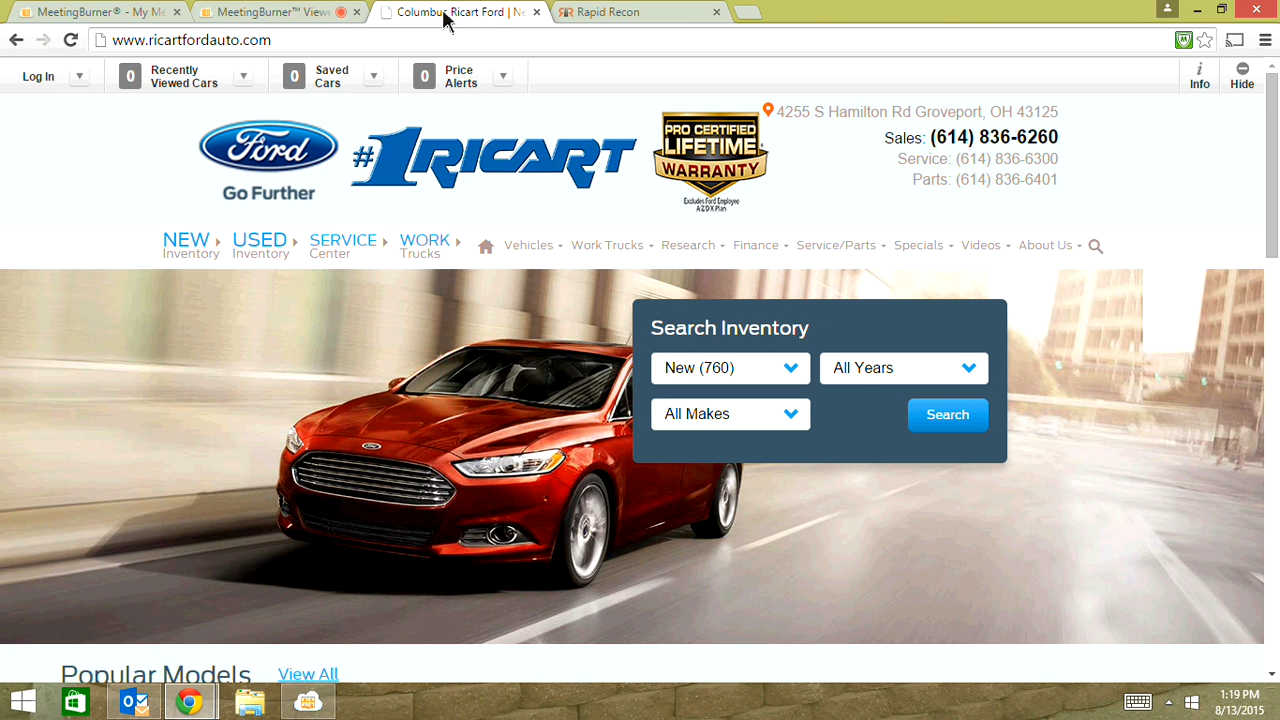 MeetingBurner® - My M
MeetingBurner™ View
Columbus Ricart Ford | Ne
RR Rapid Recon
www.ricartfordauto.com
Log In
0 Recently Viewed Cars
0 Saved Cars
0 Price Alerts
i Info
Hide
4255 S Hamilton Rd Groveport, OH 43125
Sales: (614) 836-6260
Service: (614) 836-6300
Parts: (614) 836-6401
Ford
Go Further
#1 RICART
PRO CERTIFIED
LIFETIME
WARRANTY
Excludes Ford Employee
A Z D X Plan
NEW Inventory
USED Inventory
SERVICE Center
WORK Trucks
Vehicles Work Trucks Research Finance Service/Parts Specials Videos About Us
Search Inventory
New (760) All Years
All Makes Search
Popular Models View All
1:19 PM
8/13/2015